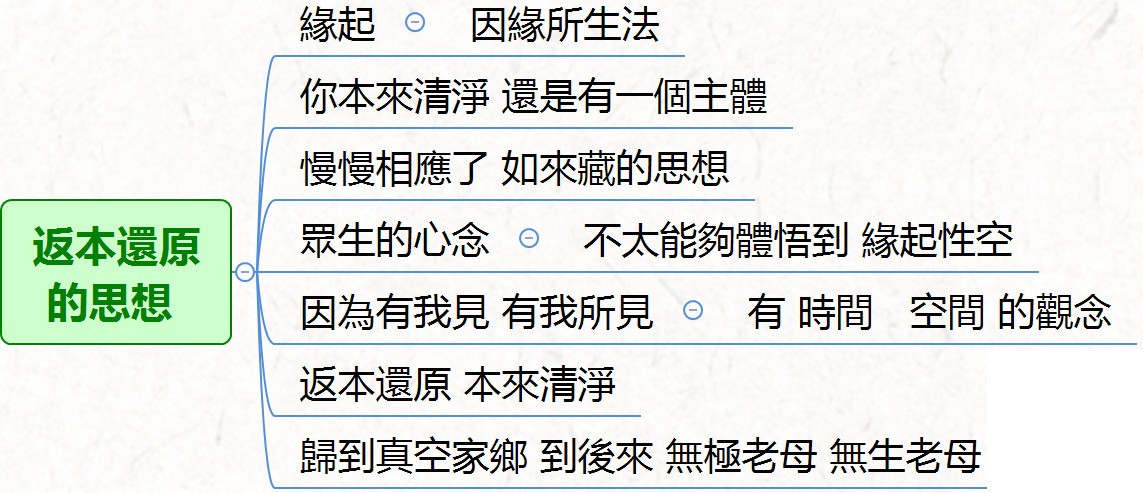 返本還原
的思想
緣起 因緣所生法
你本來清淨 還是有一個主體
慢慢相應了 如來藏的思想
眾生的心念 不太能夠體悟到 緣起性空
因為有我見 有我所見 有 時間 空間 的觀念
返本還原 本來清淨
歸到真空家鄉 到後來 無極老母 無生老母